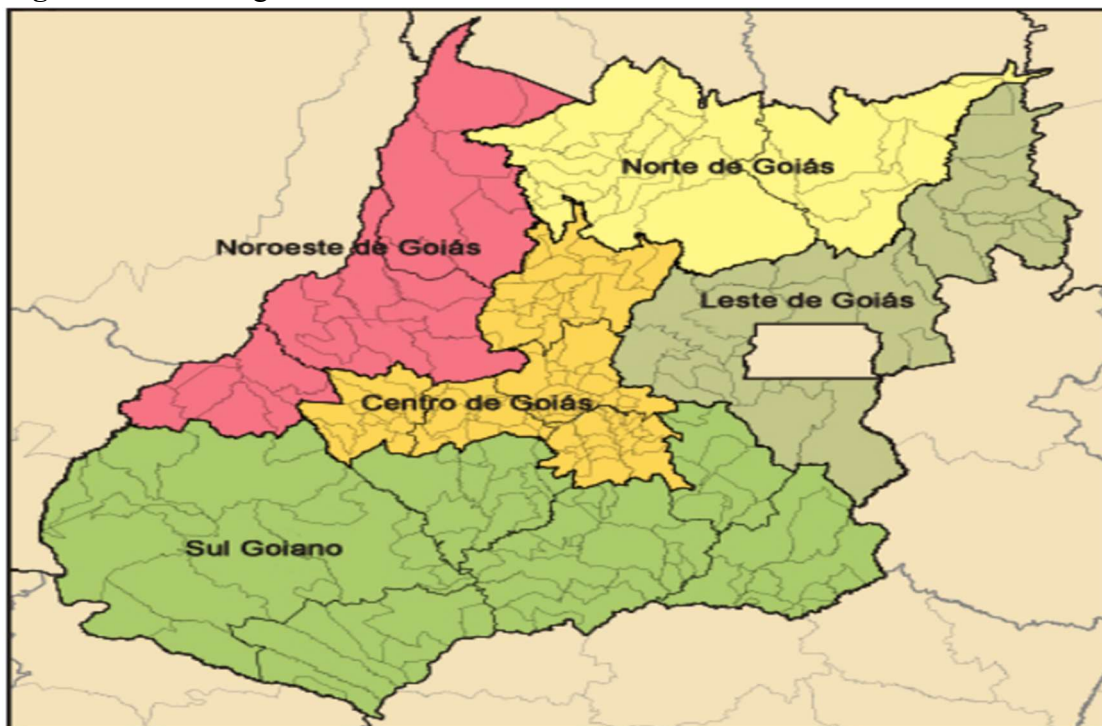 Norte de Goiás
Noroeste de Goiás
Leste de Goiás
Centro de Goiás
Sul Goiano